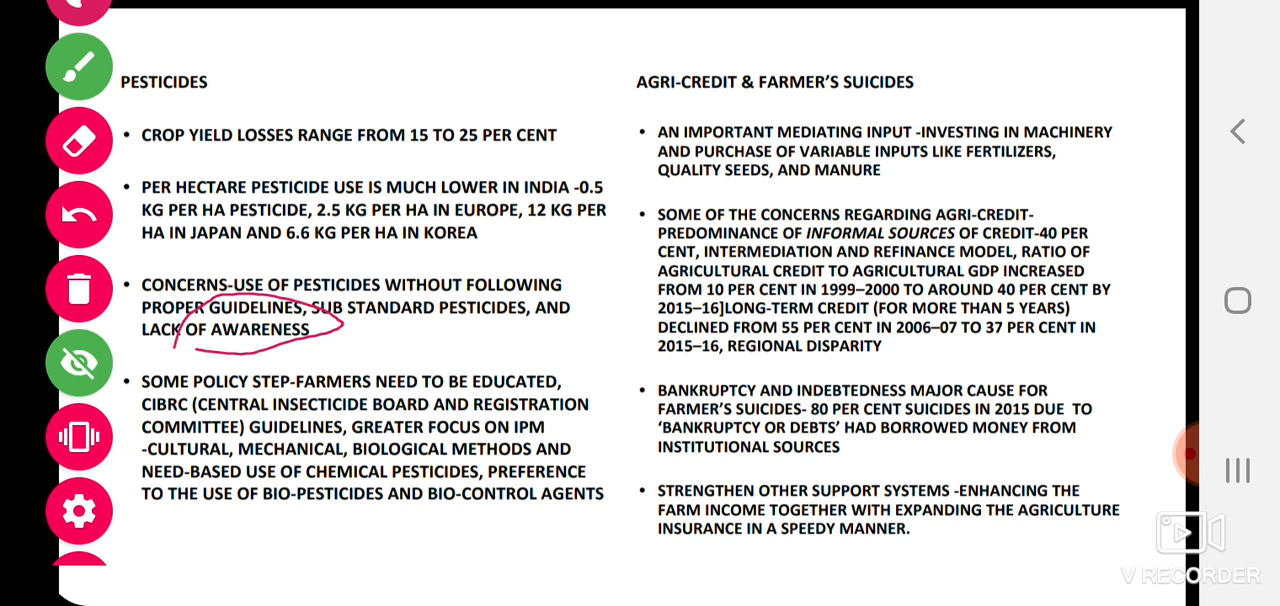 PESTICIDES
• CROP YIELD LOSSES RANGE FROM 15 TO 25 PER CENT
• PER HECTARE PESTICIDE USE IS MUCH LOWER IN INDIA -0.5
KG PER HA PESTICIDE, 2.5 KG PER HA IN EUROPE, 12 KG PER
HA IN JAPAN AND 6.6 KG PER HA IN KOREA
• CONCERNS-USE OF PESTICIDES WITHOUT FOLLOWING
PROPER GUIDELINES, SUB STANDARD PESTICIDES, AND
LACK OF AWARENESS
• SOME POLICY STEP-FARMERS NEED TO BE EDUCATED,
CIBRC (CENTRAL INSECTICIDE BOARD AND REGISTRATION
COMMITTEE) GUIDELINES, GREATER FOCUS ON IPM
-CULTURAL, MECHANICAL, BIOLOGICAL METHODS AND
NEED-BASED USE OF CHEMICAL PESTICIDES, PREFERENCE
TO THE USE OF BIO-PESTICIDES AND BIO-CONTROL AGENTS
AGRI-CREDIT & FARMER'S SUICIDES
• AN IMPORTANT MEDIATING INPUT -INVESTING IN MACHINERY
AND PURCHASE OF VARIABLE INPUTS LIKE FERTILIZERS,
QUALITY SEEDS, AND MANURE
• SOME OF THE CONCERNS REGARDING AGRI-CREDIT-
PREDOMINANCE OF INFORMAL SOURCES OF CREDIT-40 PER
CENT, INTERMEDIATION AND REFINANCE MODEL, RATIO OF
AGRICULTURAL CREDIT TO AGRICULTURAL GDP INCREASED
FROM 10 PER CENT IN 1999–2000 TO AROUND 40 PER CENT BY
2015–16]LONG-TERM CREDIT (FOR MORE THAN 5 YEARS)
DECLINED FROM 55 PER CENT IN 2006–07 TO 37 PER CENT IN
2015–16, REGIONAL DISPARITY
• BANKRUPTCY AND INDEBTEDNESS MAJOR CAUSE FOR
FARMER'S SUICIDES- 80 PER CENT SUICIDES IN 2015 DUE TO
'BANKRUPTCY OR DEBTS' HAD BORROWED MONEY FROM
INSTITUTIONAL SOURCES
• STRENGTHEN OTHER SUPPORT SYSTEMS -ENHANCING THE
FARM INCOME TOGETHER WITH EXPANDING THE AGRICULTURE
INSURANCE IN A SPEEDY MANNER.
V RECORDER